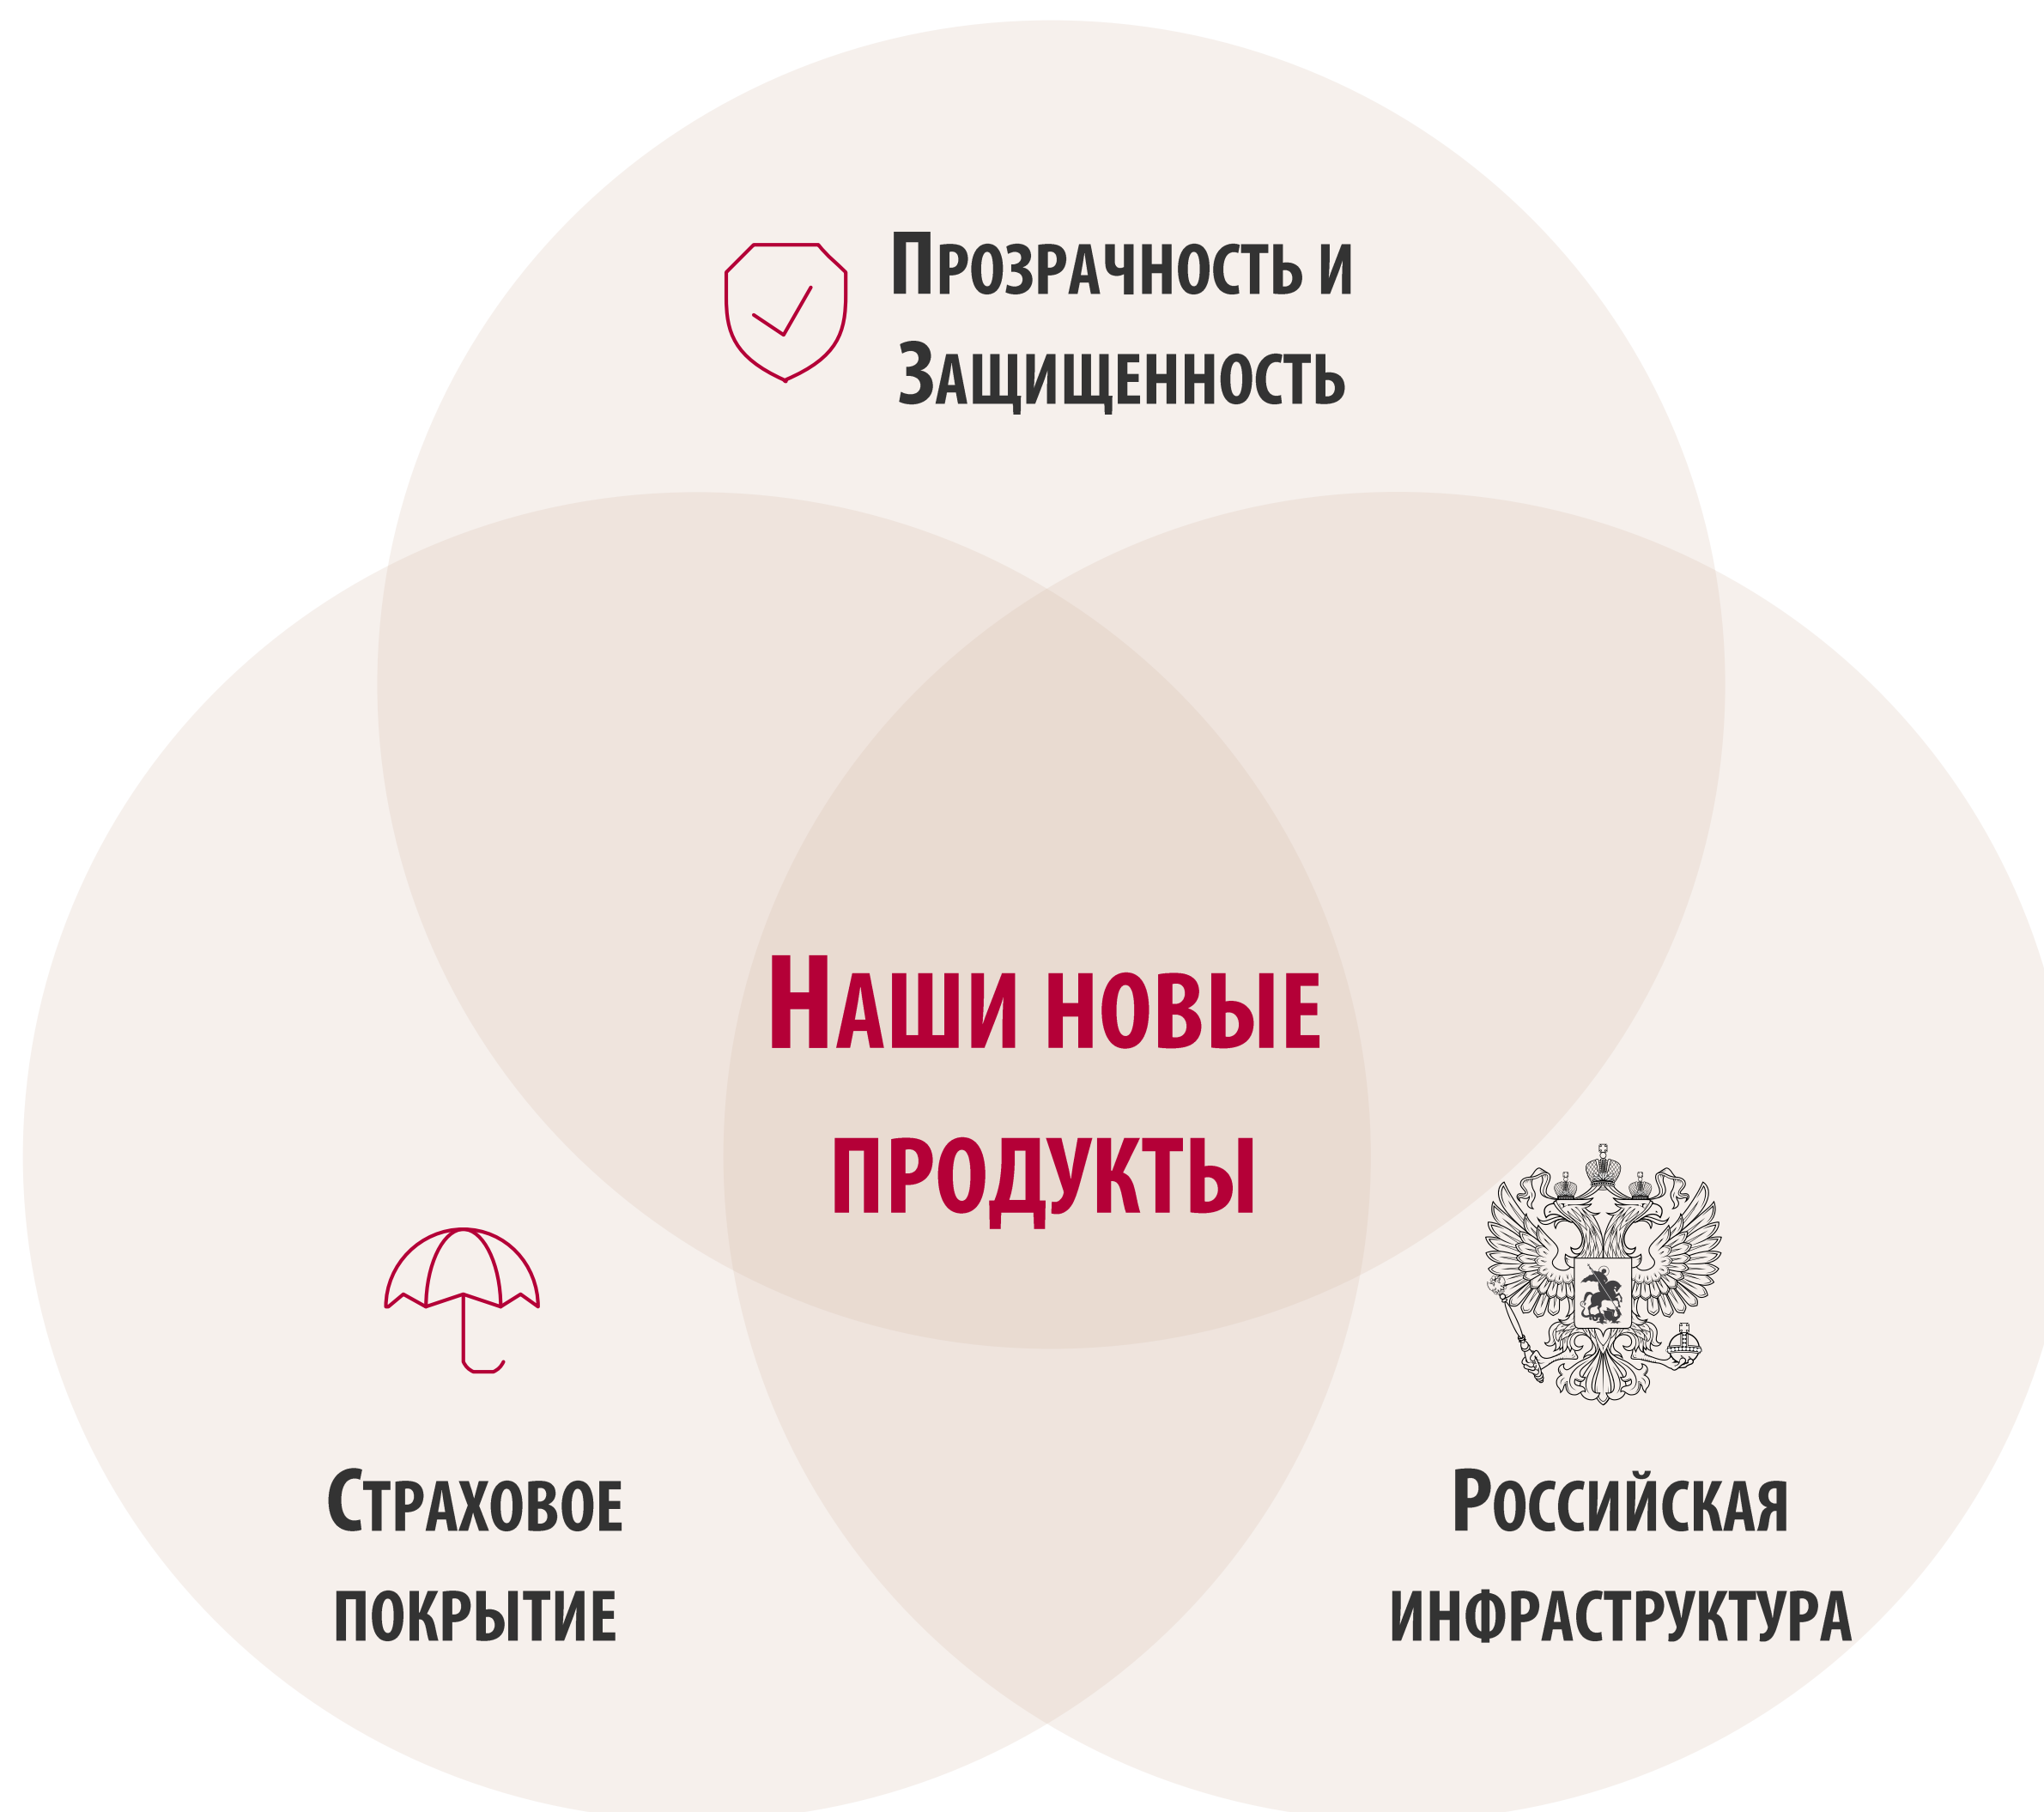 Прозрачность и
Защищенность
Наши новые
продукты
Страховое
покрытие
Российская
инфраструктура